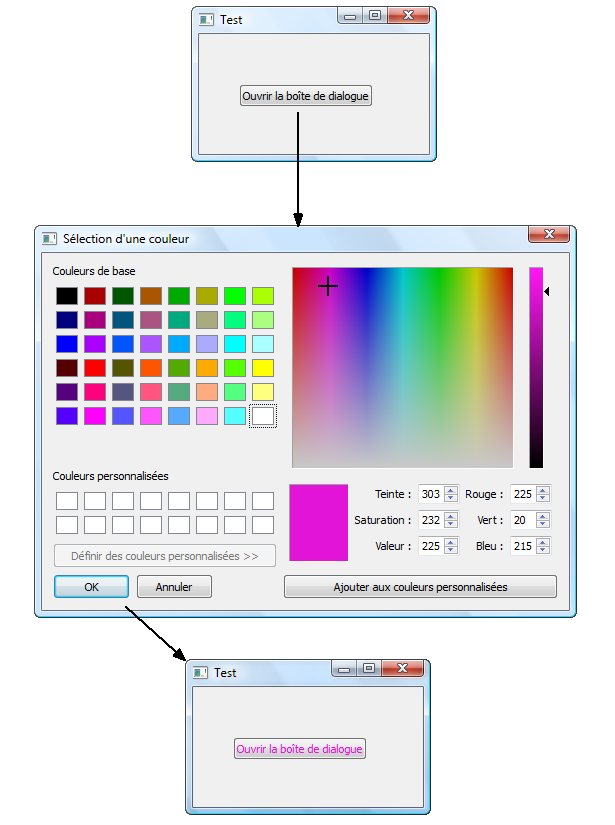 Test
Ouvrir la boîte de dialogue
Sélection d'une couleur
Couleurs de base
Couleurs personnalisées
Définir des couleurs personnalisées >>
OK Annuler
Teinte : 303 Rouge : 225
Saturation : 232 Vert : 20
Valeur : 225 Bleu : 215
Ajouter aux couleurs personnalisées
Test
Ouvrir la boîte de dialogue